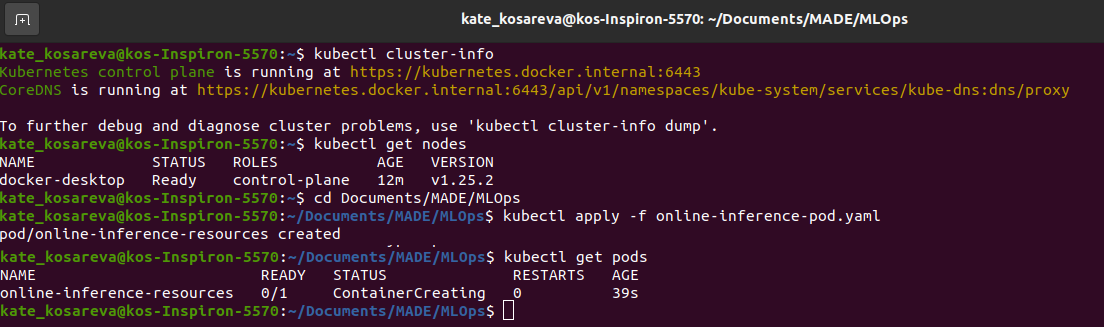 kate_kosareva@kos-Inspiron-5570: ~/Documents/MADE/MLOps
kate_kosareva@kos-Inspiron-5570:~$ kubectl cluster-info
Kubernetes control plane is running at https://kubernetes.docker.internal:6443
CoreDNS is running at https://kubernetes.docker.internal:6443/api/v1/namespaces/kube-system/services/kube-dns:dns/proxy
To further debug and diagnose cluster problems, use 'kubectl cluster-info dump'.
kate_kosareva@kos-Inspiron-5570:~$ kubectl get nodes
NAME STATUS ROLES AGE VERSION
docker-desktop Ready control-plane 12m v1.25.2
kate_kosareva@kos-Inspiron-5570:~$ cd Documents/MADE/MLOps
kate_kosareva@kos-Inspiron-5570:~/Documents/MADE/MLOps$ kubectl apply -f online-inference-pod.yaml
pod/online-inference-resources created
kate_kosareva@kos-Inspiron-5570:~/Documents/MADE/MLOps$ kubectl get pods
NAME READY STATUS RESTARTS AGE
online-inference-resources 0/1 ContainerCreating 0 39s
kate_kosareva@kos-Inspiron-5570:~/Documents/MADE/MLOps$